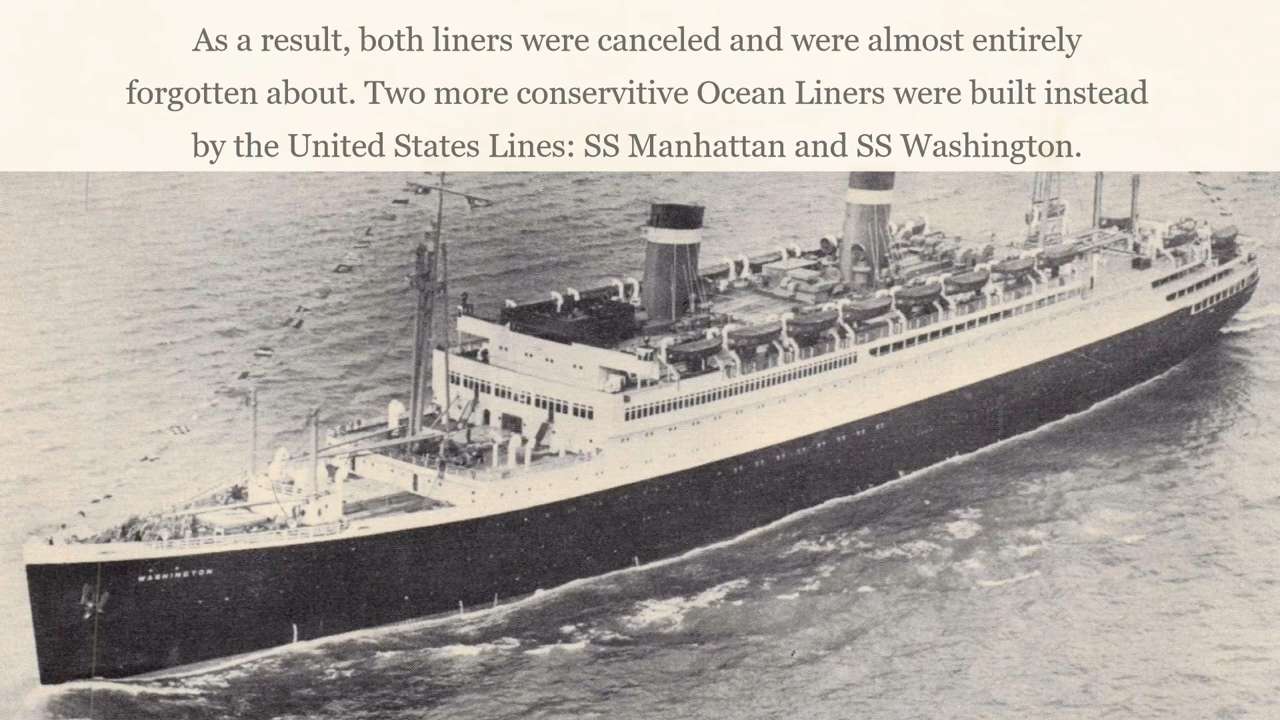 As a result, both liners were canceled and were almost entirely
forgotten about. Two more conservitive Ocean Liners were built instead
by the United States Lines: SS Manhattan and SS Washington.
WASHINGTON